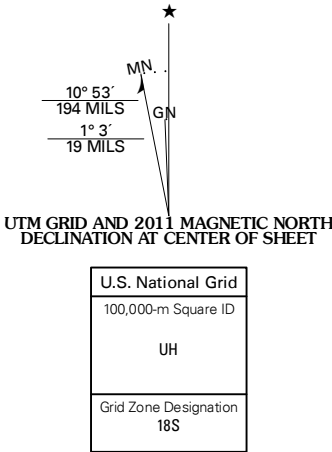 ★
MN
10° 53´
194 MILS
GN
1° 3´
19 MILS
UTM GRID AND 2011 MAGNETIC NORTH
DECLINATION AT CENTER OF SHEET
U.S. National Grid
100,000-m Square ID
UH
Grid Zone Designation
18S